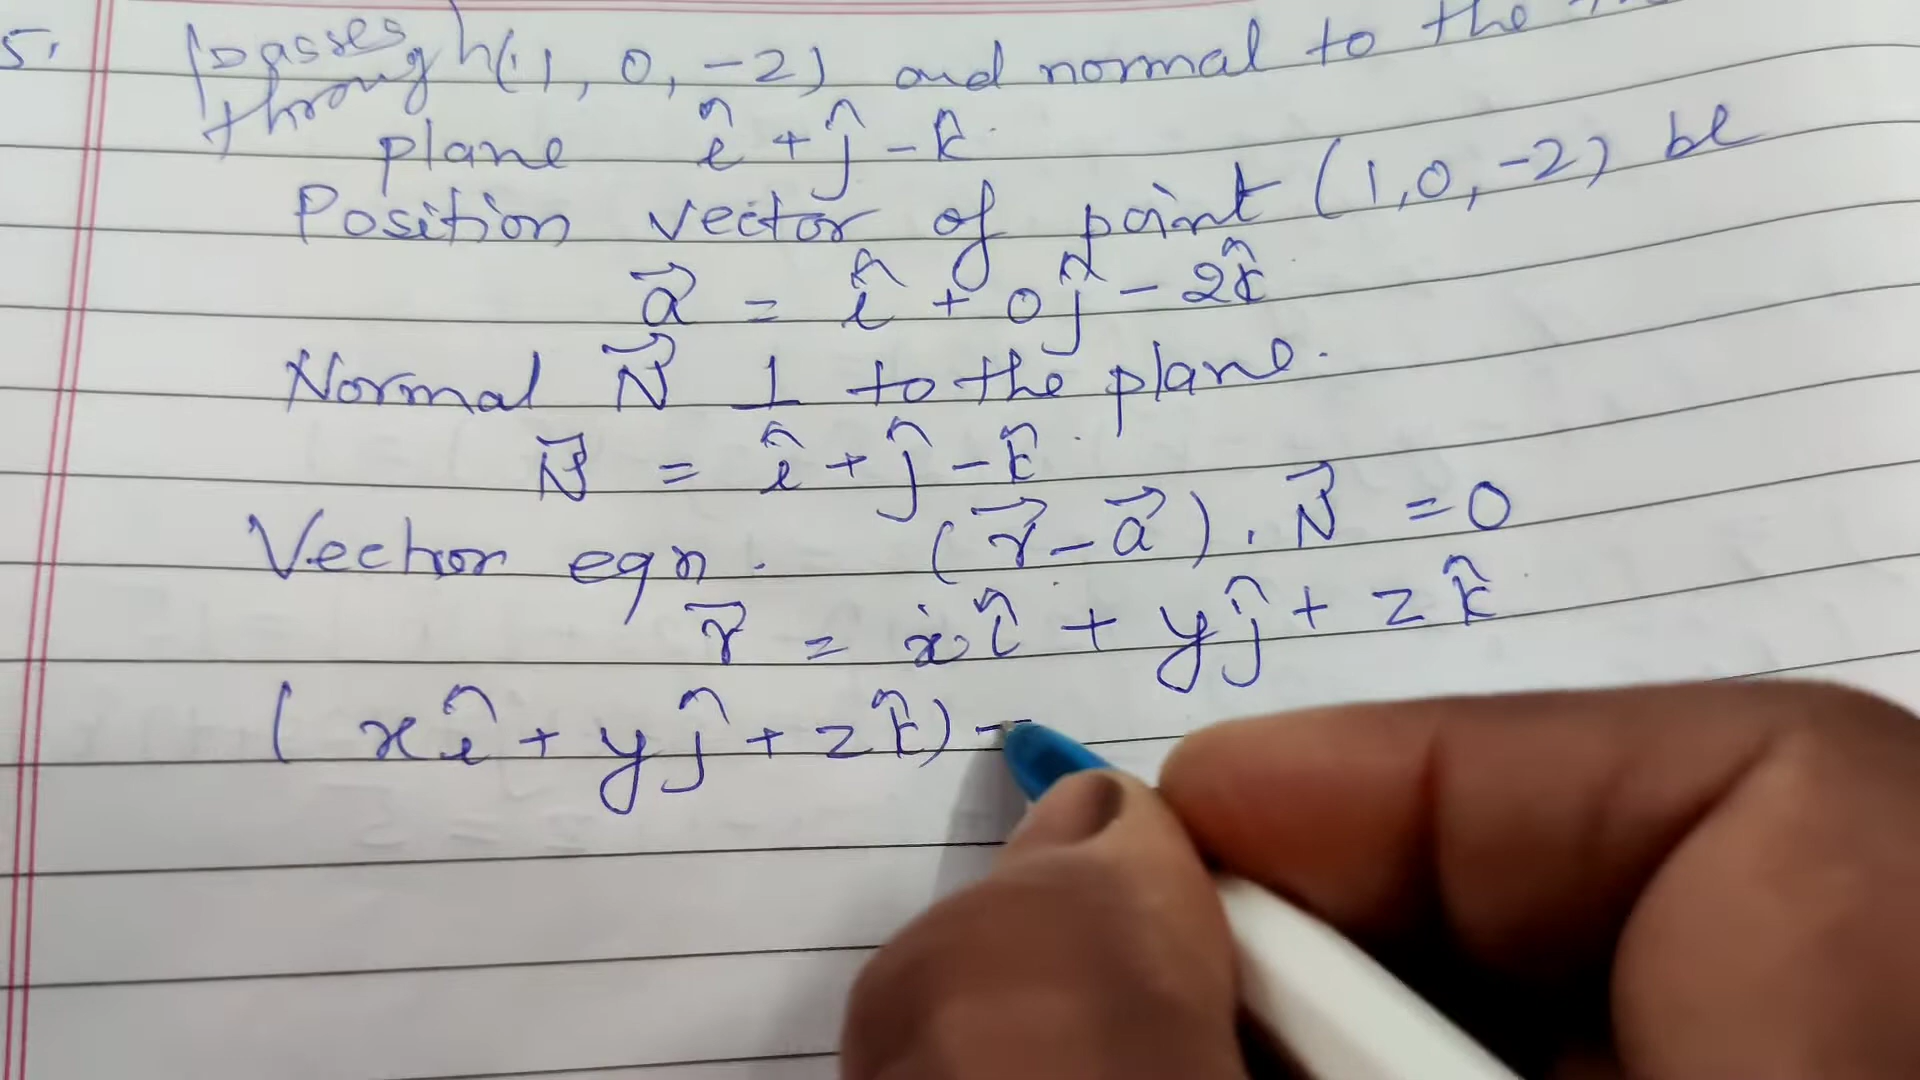 5. passes through (1, 0, -2) and normal to the
plane î + ĵ - k̂.
Position vector of point (1, 0, -2) be
a⃗ = î + 0ĵ - 2k̂
Normal N⃗ ⊥ to the plane.
N⃗ = î + ĵ - k̂.
Vector eqn. (r⃗ - a⃗) . N⃗ = 0
r⃗ = xî + yĵ + zk̂
(xî + yĵ + zk̂) -